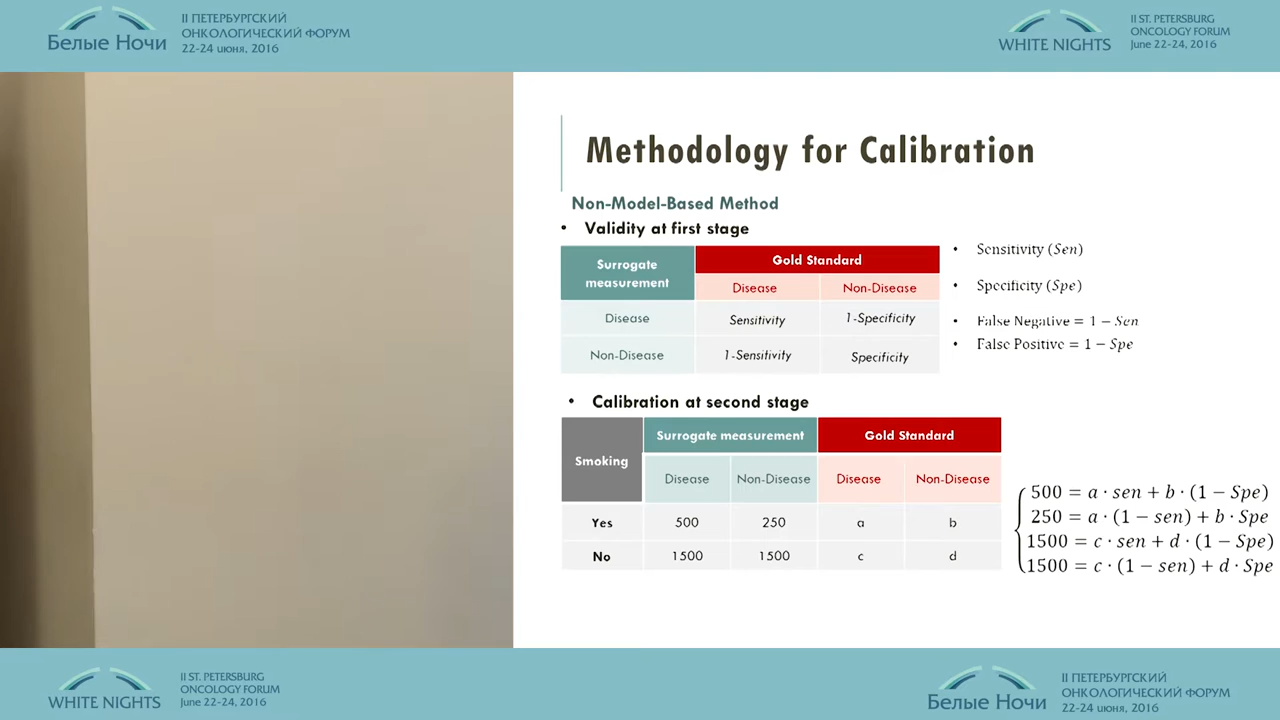 II ПЕТЕРБУРГСКИЙ
ОНКОЛОГИЧЕСКИЙ ФОРУМ
22-24 июня, 2016
Белые Ночи
II ST. PETERSBURG
ONCOLOGY FORUM
June 22-24, 2016
WHITE NIGHTS
Methodology for Calibration
Non-Model-Based Method
• Validity at first stage
Surrogate measurement
Gold Standard
Disease Non-Disease
Disease Sensitivity 1-Specificity
Non-Disease 1-Sensitivity Specificity
• Sensitivity (Sen)
• Specificity (Spe)
• False Negative = 1 − Sen
• False Positive = 1 − Spe
• Calibration at second stage
Smoking Surrogate measurement Gold Standard
Disease Non-Disease Disease Non-Disease
Yes 500 250 a b
No 1500 1500 c d
500 = a · sen + b · (1 − Spe)
250 = a · (1 − sen) + b · Spe
1500 = c · sen + d · (1 − Spe)
1500 = c · (1 − sen) + d · Spe
WHITE NIGHTS
II ST. PETERSBURG
ONCOLOGY FORUM
June 22-24, 2016
Белые Ночи
II ПЕТЕРБУРГСКИЙ
ОНКОЛОГИЧЕСКИЙ ФОРУМ
22-24 июня, 2016